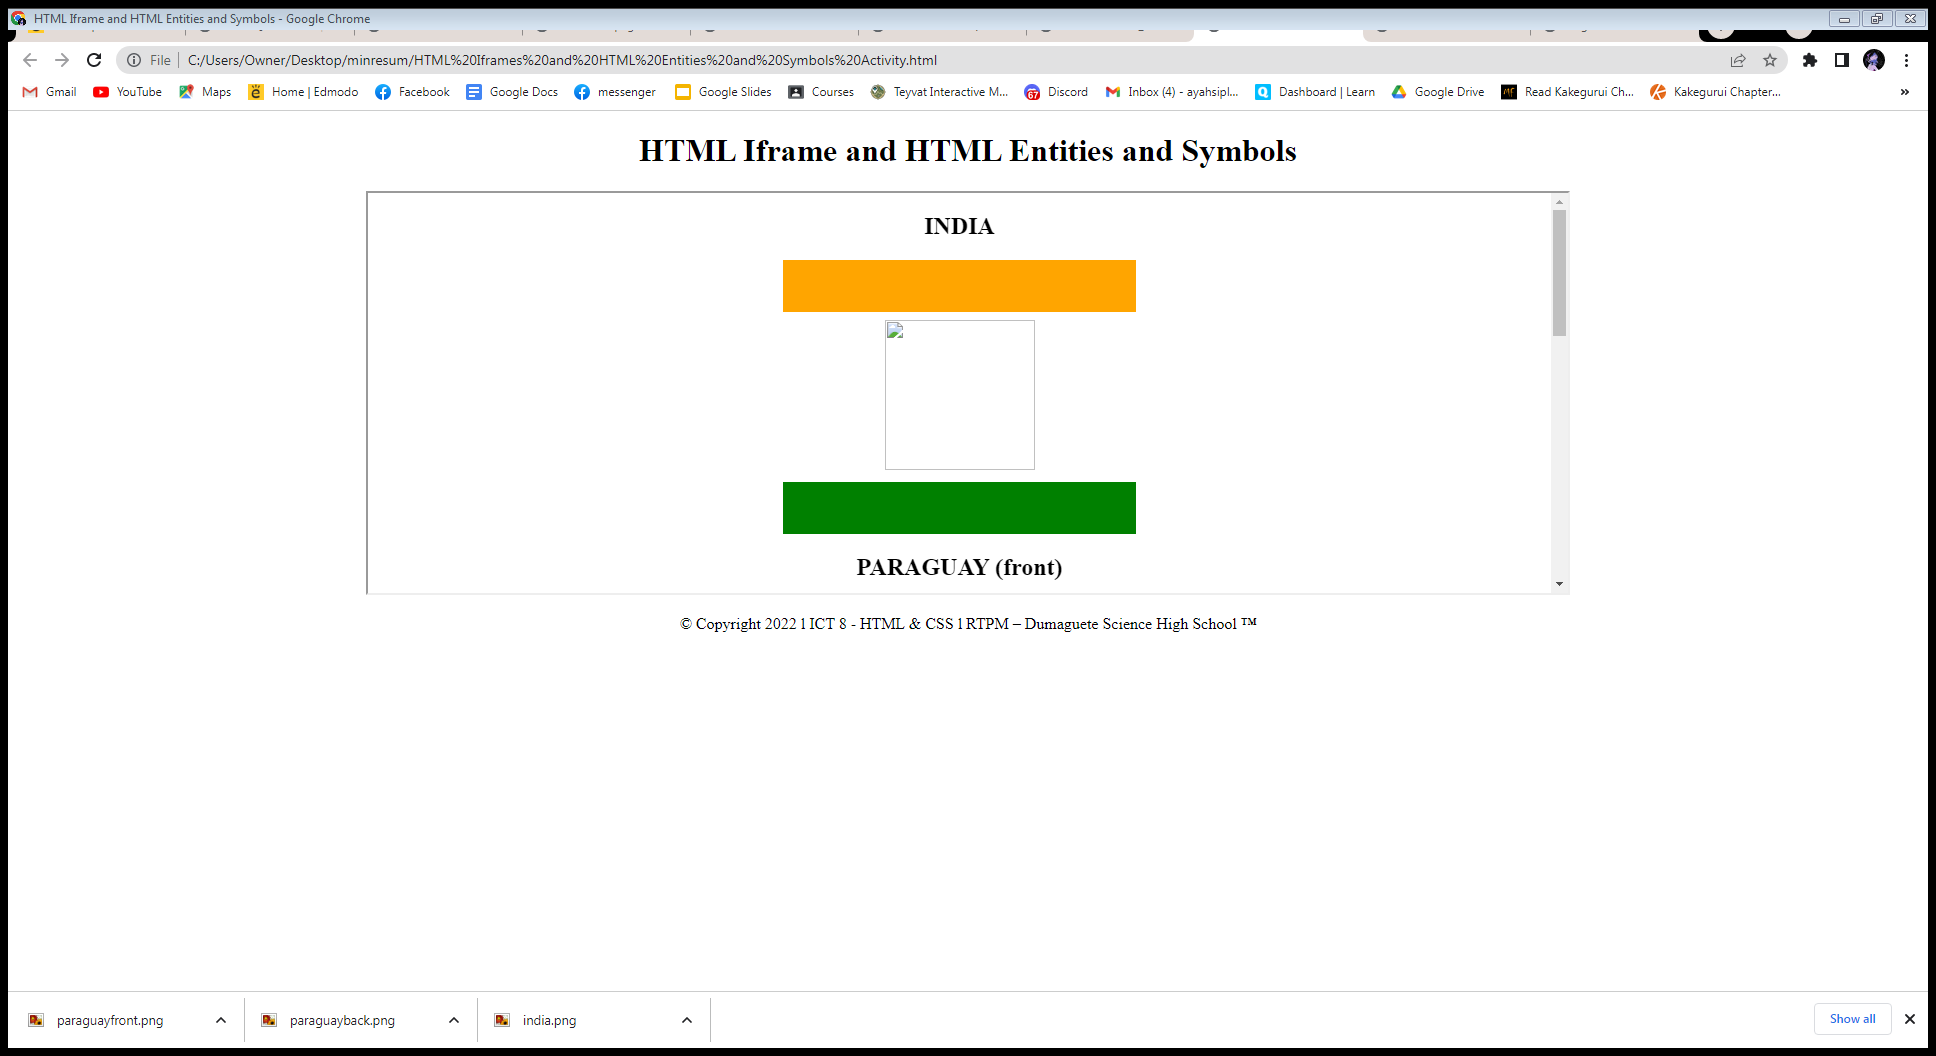 HTML Iframe and HTML Entities and Symbols - Google Chrome
File C:/Users/Owner/Desktop/minresum/HTML%20Iframes%20and%20HTML%20Entities%20and%20Symbols%20Activity.html
Gmail YouTube Maps Home | Edmodo Facebook Google Docs messenger Google Slides Courses Teyvat Interactive M... 67 Discord Inbox (4) - ayahsipl... Dashboard | Learn Google Drive Read Kakegurui Ch... Kakegurui Chapter... »
HTML Iframe and HTML Entities and Symbols
INDIA
PARAGUAY (front)
© Copyright 2022 l ICT 8 - HTML & CSS l RTPM – Dumaguete Science High School ™
paraguayfront.png paraguayback.png india.png Show all